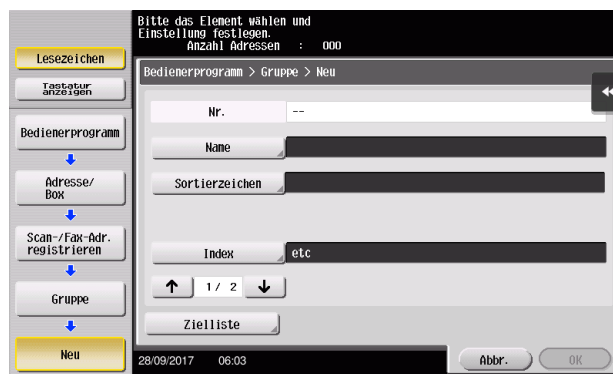 Bitte das Element wählen und
Einstellung festlegen.
Anzahl Adressen : 000
Lesezeichen
Tastatur
anzeigen
Bedienerprogramm
Adresse/
Box
Scan-/Fax-Adr.
registrieren
Gruppe
Neu
Bedienerprogramm > Gruppe > Neu
Nr. --
Name
Sortierzeichen
Index etc
1/ 2
Zielliste
28/09/2017 06:03
Abbr. OK